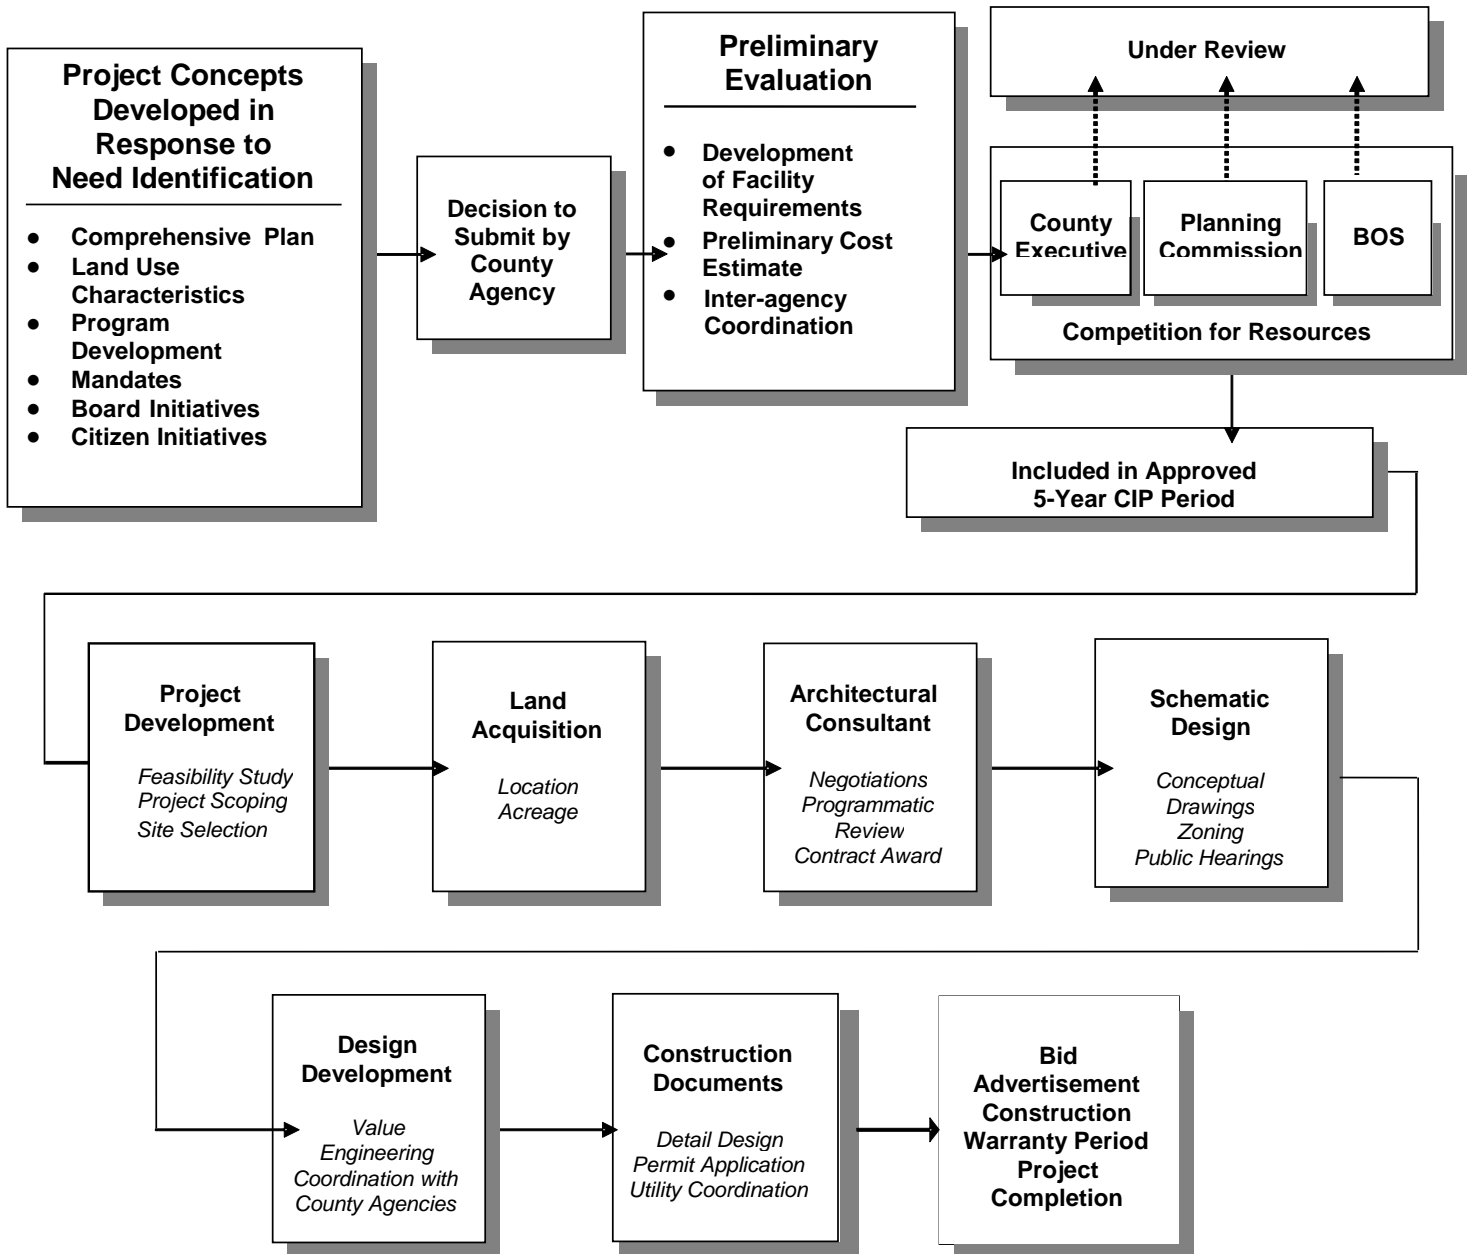 Project Concepts
Developed in
Response to
Need Identification
● Comprehensive Plan
● Land Use
Characteristics
● Program
Development
● Mandates
● Board Initiatives
● Citizen Initiatives
Decision to
Submit by
County
Agency
Preliminary
Evaluation
● Development
of Facility
Requirements
● Preliminary Cost
Estimate
● Inter-agency
Coordination
Under Review
County
Executive
Planning
Commission
BOS
Competition for Resources
Included in Approved
5-Year CIP Period
Project
Development
Feasibility Study
Project Scoping
Site Selection
Land
Acquisition
Location
Acreage
Architectural
Consultant
Negotiations
Programmatic
Review
Contract Award
Schematic
Design
Conceptual
Drawings
Zoning
Public Hearings
Design
Development
Value
Engineering
Coordination with
County Agencies
Construction
Documents
Detail Design
Permit Application
Utility Coordination
Bid
Advertisement
Construction
Warranty Period
Project
Completion